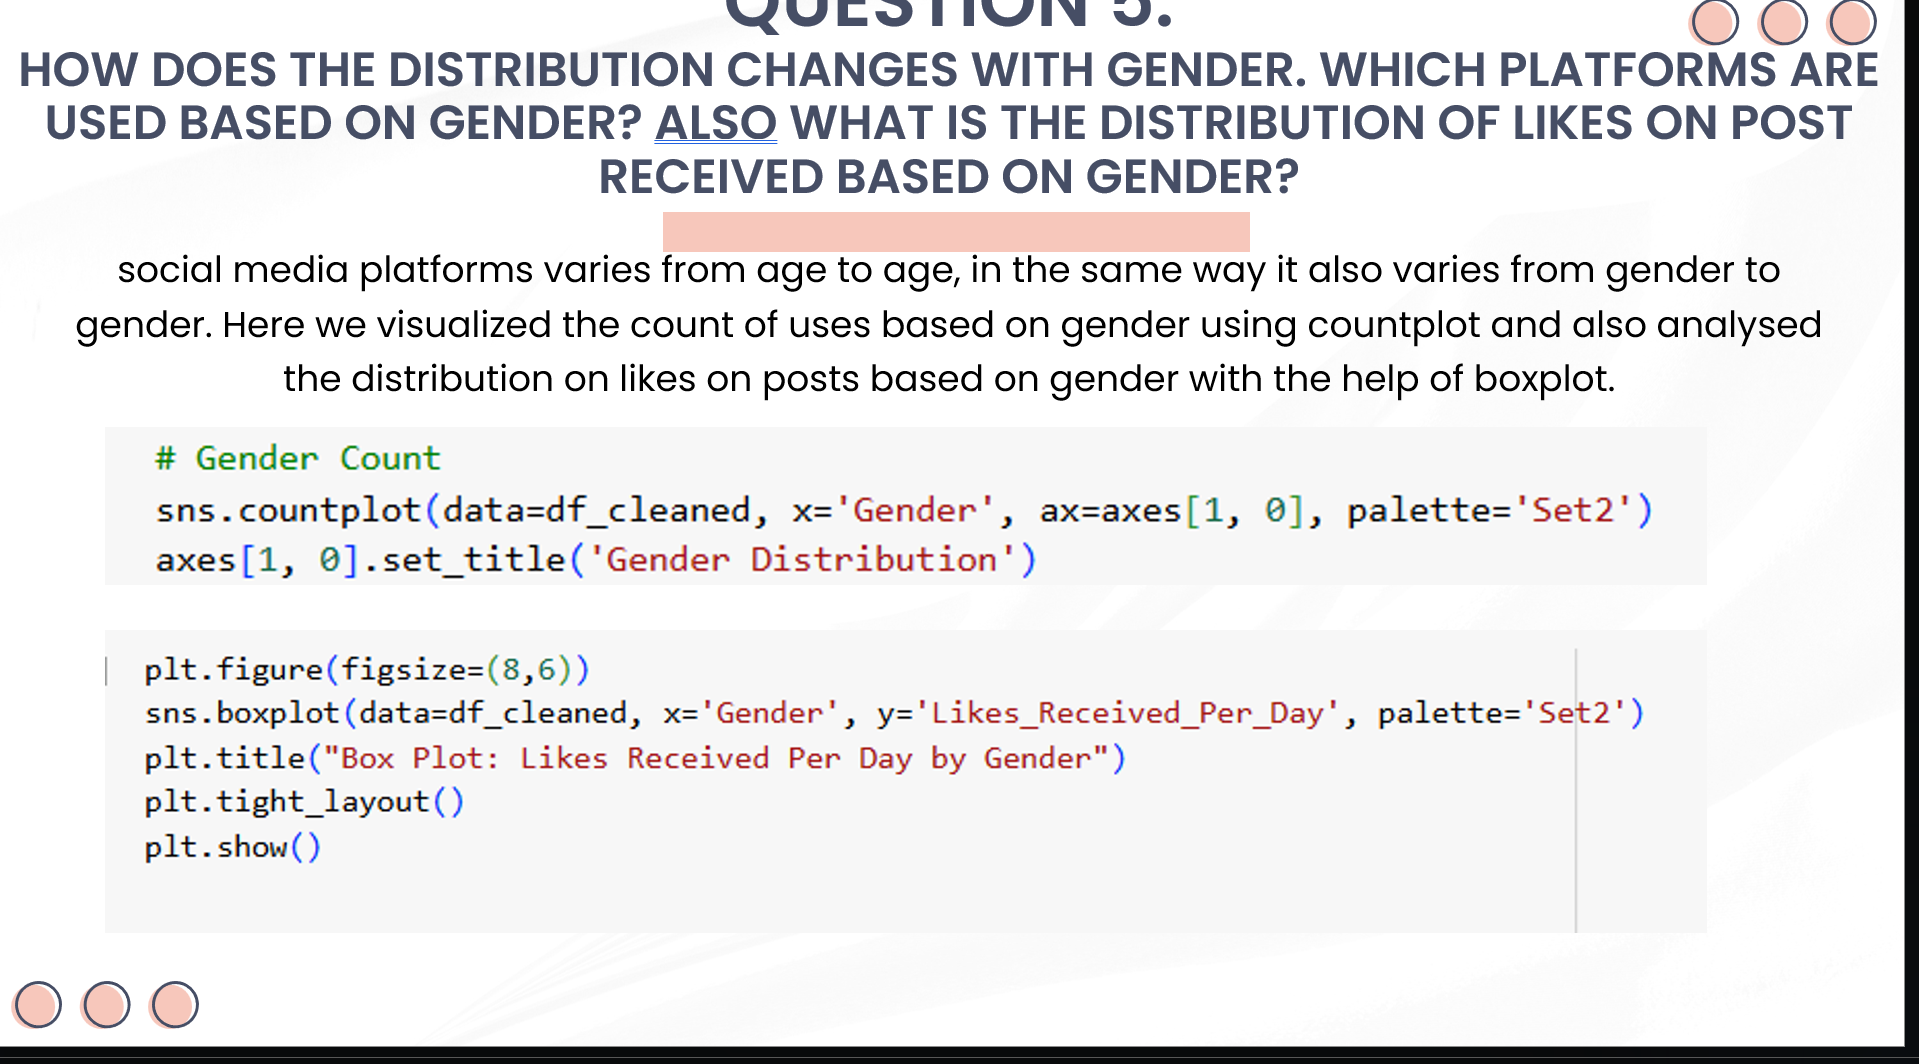 QUESTION 5.
HOW DOES THE DISTRIBUTION CHANGES WITH GENDER. WHICH PLATFORMS ARE
USED BASED ON GENDER? ALSO WHAT IS THE DISTRIBUTION OF LIKES ON POST
RECEIVED BASED ON GENDER?
social media platforms varies from age to age, in the same way it also varies from gender to
gender. Here we visualized the count of uses based on gender using countplot and also analysed
the distribution on likes on posts based on gender with the help of boxplot.
# Gender Count
sns.countplot(data=df_cleaned, x='Gender', ax=axes[1, 0], palette='Set2')
axes[1, 0].set_title('Gender Distribution')
plt.figure(figsize=(8,6))
sns.boxplot(data=df_cleaned, x='Gender', y='Likes_Received_Per_Day', palette='Set2')
plt.title("Box Plot: Likes Received Per Day by Gender")
plt.tight_layout()
plt.show()